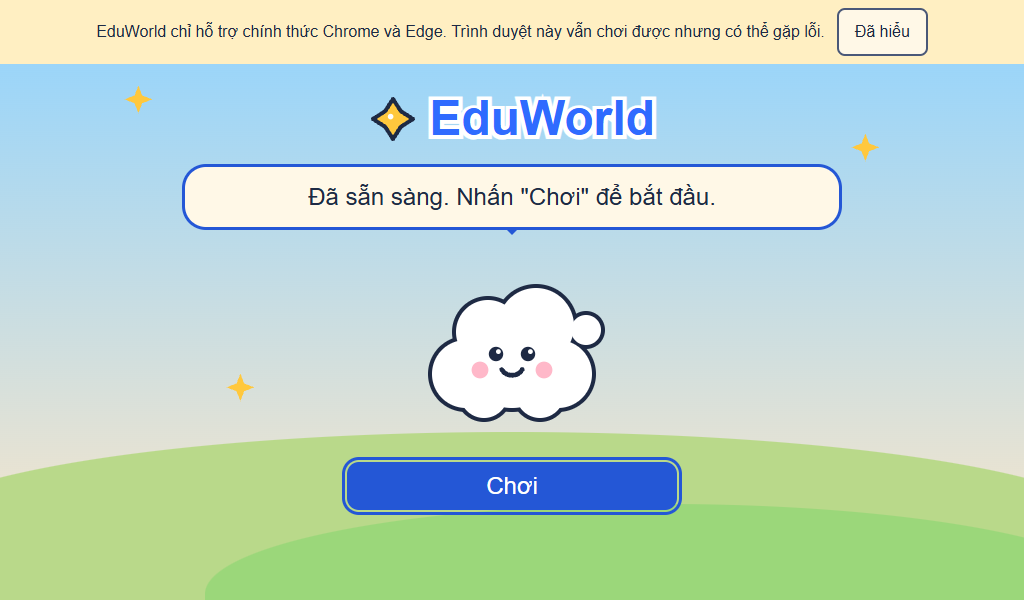 EduWorld chỉ hỗ trợ chính thức Chrome và Edge. Trình duyệt này vẫn chơi được nhưng có thể gặp lỗi.
Đã hiểu
EduWorld
Đã sẵn sàng. Nhấn "Chơi" để bắt đầu.
Chơi